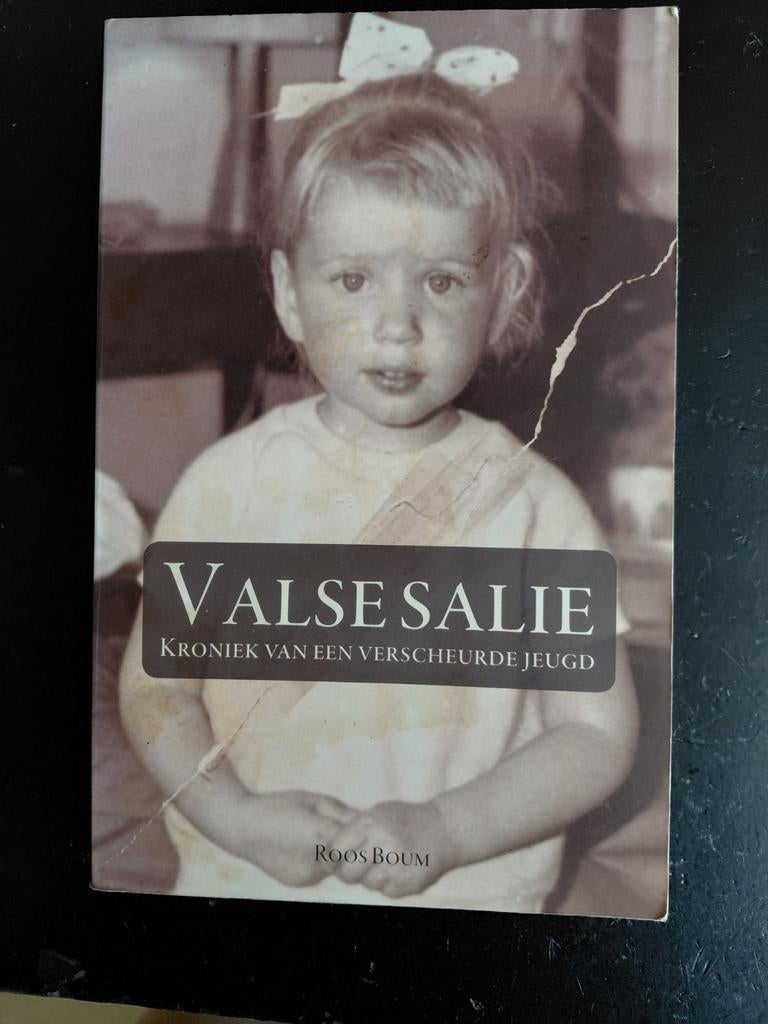 VALSE SALIE
KRONIEK VAN EEN VERSCHEURDE JEUGD
ROOS BOUM